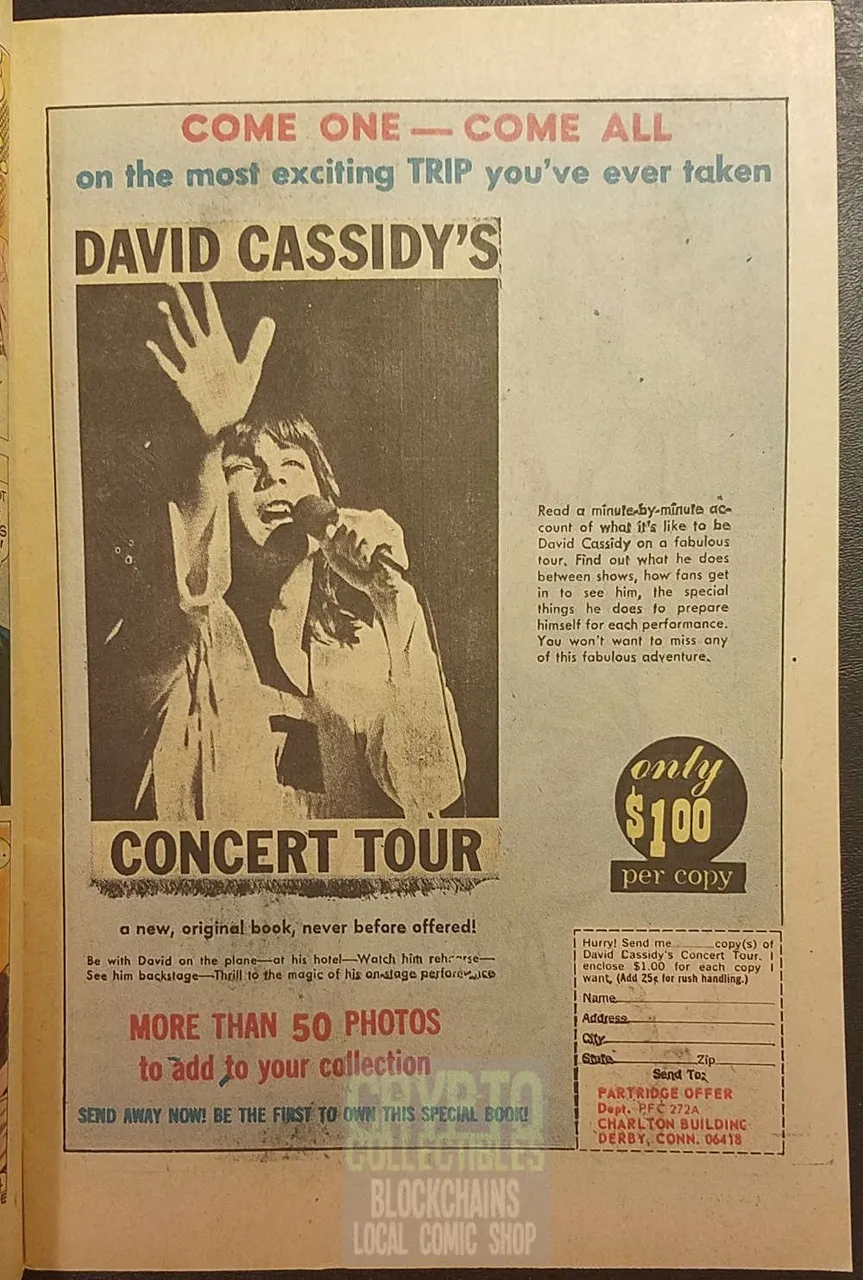 COME ONE — COME ALL
on the most exciting TRIP you've ever taken
DAVID CASSIDY'S
CONCERT TOUR
Read a minute-by-minute ac-
count of what it's like to be
David Cassidy on a fabulous
tour. Find out what he does
between shows, how fans get
in to see him, the special
things he does to prepare
himself for each performance.
You won't want to miss any
of this fabulous adventure.
only
$1.00
per copy
a new, original book, never before offered!
Be with David on the plane—at his hotel—Watch him rehearse—
See him backstage—Thrill to the magic of his on-stage performance
MORE THAN 50 PHOTOS
to add to your collection
SEND AWAY NOW! BE THE FIRST TO OWN THIS SPECIAL BOOK!
Hurry! Send me copy(s) of
David Cassidy's Concert Tour. I
enclose $1.00 for each copy I
want. (Add 25¢ for rush handling.)
Name
Address
City
State Zip
Send To:
PARTRIDGE OFFER
Dept. PFC 272A
CHARLTON BUILDING
DERBY, CONN. 06418
CRYPTO
COLLECTIBLES
BLOCKCHAINS
LOCAL COMIC SHOP